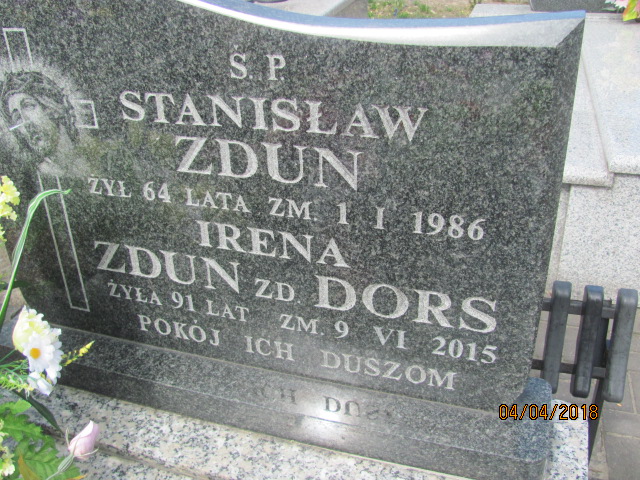 Ś. P.
STANISŁAW
ZDUN
ŻYŁ 64 LATA ZM. 1 I 1986
IRENA
ZDUN ZD. DORS
ŻYŁA 91 LAT ZM. 9 VI 2015
POKÓJ ICH DUSZOM
04/04/2018